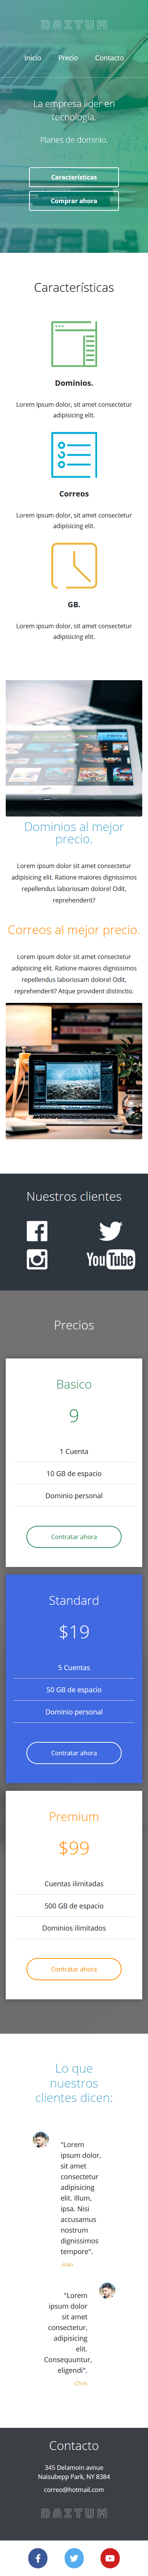 DAITUM
Inicio Precio Contacto
La empresa lider en
tecnología.
Planes de dominio.
Características
Comprar ahora
Características
Dominios.
Lorem ipsum dolor, sit amet consectetur
adipisicing elit.
Correos
Lorem ipsum dolor, sit amet consectetur
adipisicing elit.
GB.
Lorem ipsum dolor, sit amet consectetur
adipisicing elit.
Dominios al mejor
precio.
Lorem ipsum dolor sit amet consectetur
adipisicing elit. Ratione maiores dignissimos
repellendus laboriosam dolore! Odit,
reprehenderit?
Correos al mejor precio.
Lorem ipsum dolor sit amet consectetur
adipisicing elit. Ratione maiores dignissimos
repellendus laboriosam dolore! Odit,
reprehenderit? Atque provident distinctio.
Nuestros clientes
YouTube
Precios
Basico
9
1 Cuenta
10 GB de espacio
Dominio personal
Contratar ahora
Standard
$19
5 Cuentas
50 GB de espacio
Dominio personal
Contratar ahora
Premium
$99
Cuentas ilimitadas
500 GB de espacio
Dominios ilimitados
Contratar ahora
Lo que
nuestros
clientes dicen:
"Lorem
ipsum dolor,
sit amet
consectetur
adipisicing
elit. Illum,
ipsa. Nisi
accusamus
nostrum
dignissimos
tempore".
-Alan
"Lorem
ipsum dolor
sit amet
consectetur,
adipisicing
elit.
Consequuntur,
eligendi".
-Chris
Contacto
345 Delamoin avnue
Naisubepp Park, NY 8384
correo@hotmail.com
DAITUM